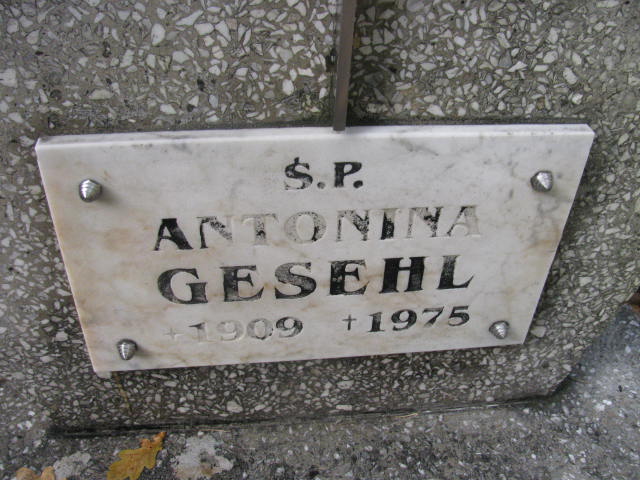 Ś.P.
ANTONINA
GESEHL
+1909 +1975